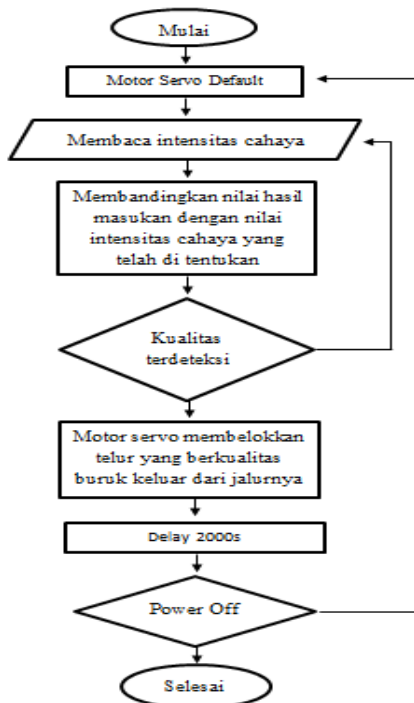 Mulai
Motor Servo Default
Membaca intensitas cahaya
Membandingkan nilai hasil
masukan dengan nilai
intensitas cahaya yang
telah di tentukan
Kualitas
terdeteksi
Motor servo membelokkan
telur yang berkualitas
buruk keluar dari jalurnya
Delay 2000s
Power Off
Selesai